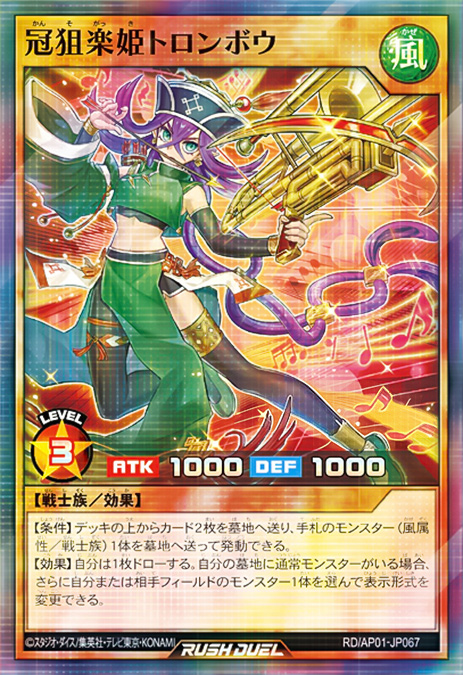 かんそがっき
冠狙楽姫トロンボウ
かぜ
風
LEVEL
3
ATK 1000 DEF 1000
【戦士族/効果】
【条件】デッキの上からカード2枚を墓地へ送り、手札のモンスター(風属
性/戦士族)1体を墓地へ送って発動できる。
【効果】自分は1枚ドローする。自分の墓地に通常モンスターがいる場合、
さらに自分または相手フィールドのモンスター1体を選んで表示形式を
変更できる。
©スタジオ・ダイス/集英社・テレビ東京・KONAMI
RUSH DUEL
RD/AP01-JP067